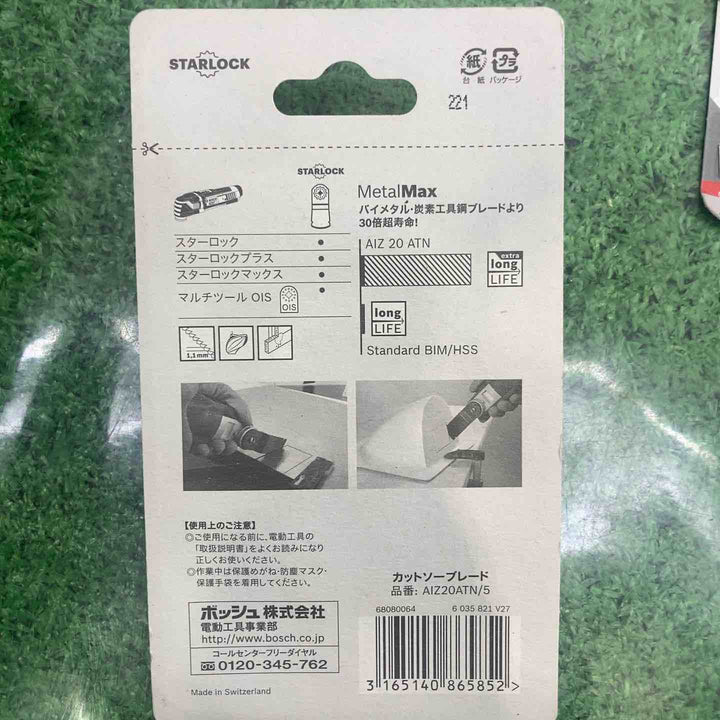 STARLOCK
紙 プラ
台 紙 パッケージ
221
STARLOCK
MetalMax
バイメタル・炭素工具鋼ブレードより
30倍超寿命!
スターロック
スターロックプラス
スターロックマックス
マルチツール OIS OIS
AIZ 20 ATN
extra
long
LIFE
long
LIFE
Standard BIM/HSS
1,1mm
【使用上のご注意】
◎ご使用になる前に、電動工具の
「取扱説明書」をよくお読みになり
正しくお使いください。
◎作業中は保護めがね・防塵マスク・
保護手袋を着用してください。
ボッシュ株式会社
電動工具事業部
http://www.bosch.co.jp
コールセンターフリーダイヤル
0120-345-762
Made in Switzerland
カットソーブレード
品番: AIZ20ATN/5
68080064 6 035 821 V27
3 165140 865852 >